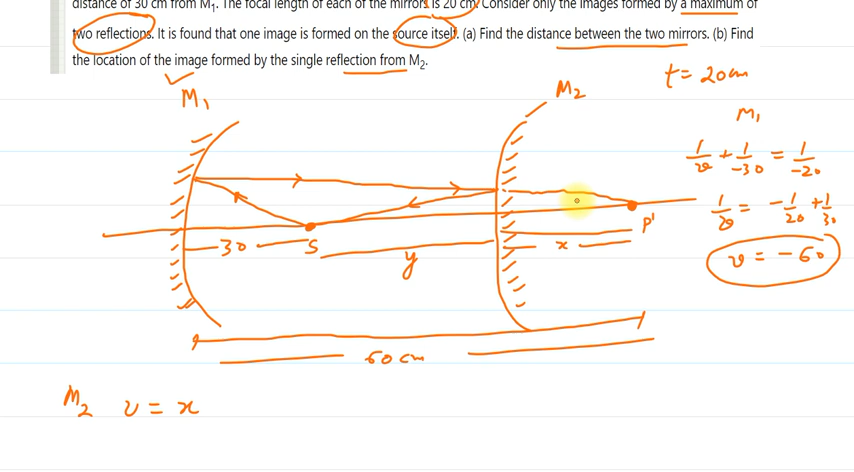 distance of 30 cm from M₁. The focal length of each of the mirrors is 20 cm. Consider only the images formed by a maximum of
two reflections. It is found that one image is formed on the source itself. (a) Find the distance between the two mirrors. (b) Find
the location of the image formed by the single reflection from M₂.
f = 20cm
M₁
M₂
M₁
1/v + 1/-30 = 1/-20
1/v = -1/20 + 1/30
v = -60
30
S
y
x
P'
60 cm
M₂ v = x